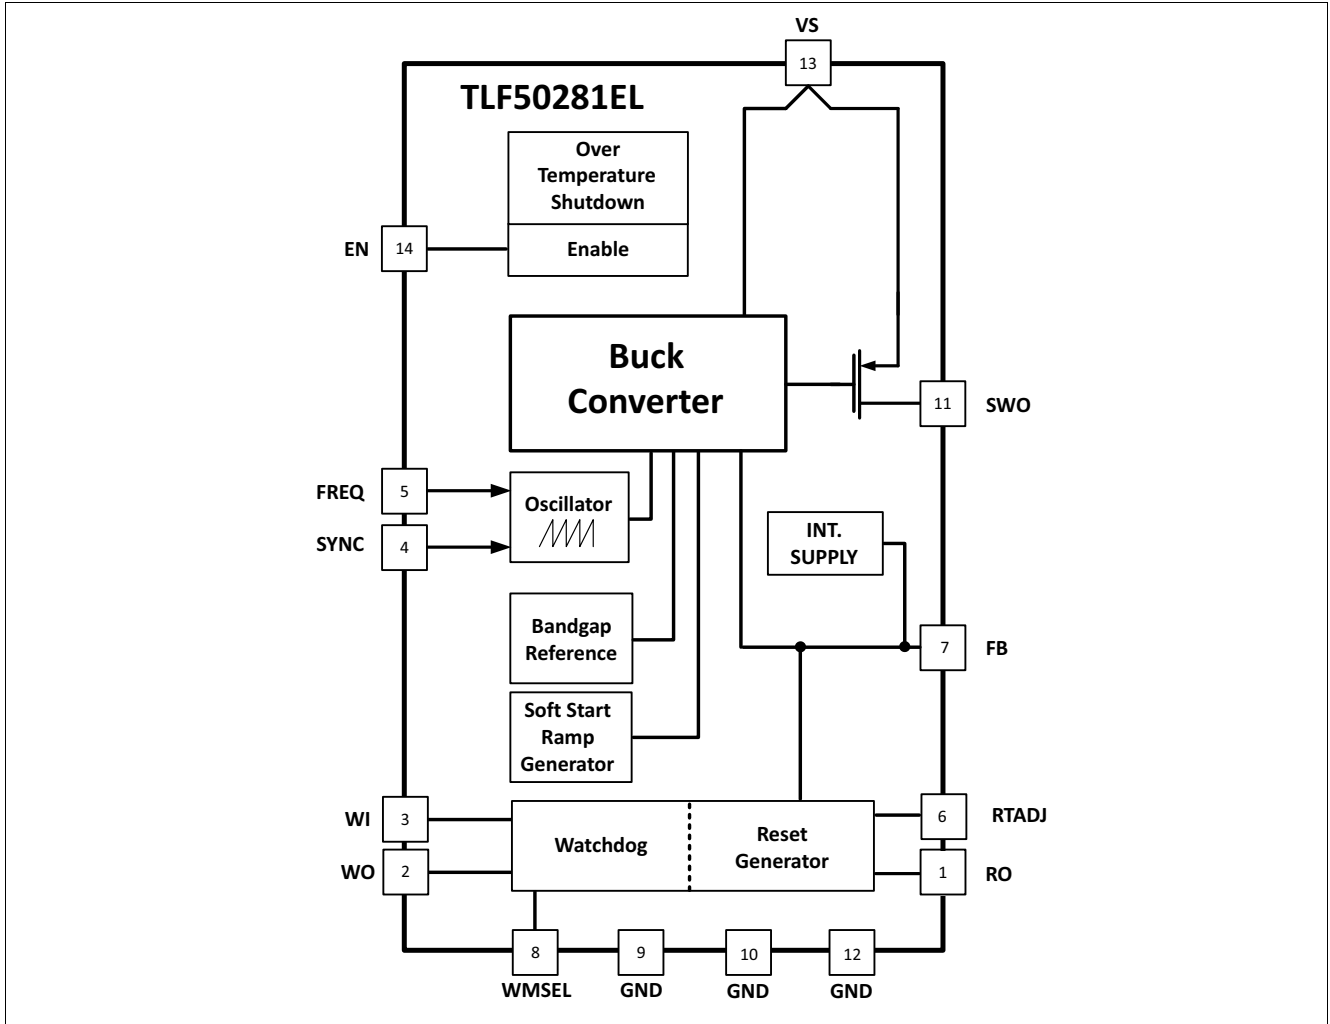 VS
13
TLF50281EL
Over
Temperature
Shutdown
EN
14
Enable
Buck
Converter
11
SWO
FREQ
5
SYNC
4
Oscillator
INT.
SUPPLY
Bandgap
Reference
7
FB
Soft Start
Ramp
Generator
WI
3
WO
2
Watchdog
Reset
Generator
6
RTADJ
1
RO
8
9
10
12
WMSEL
GND
GND
GND